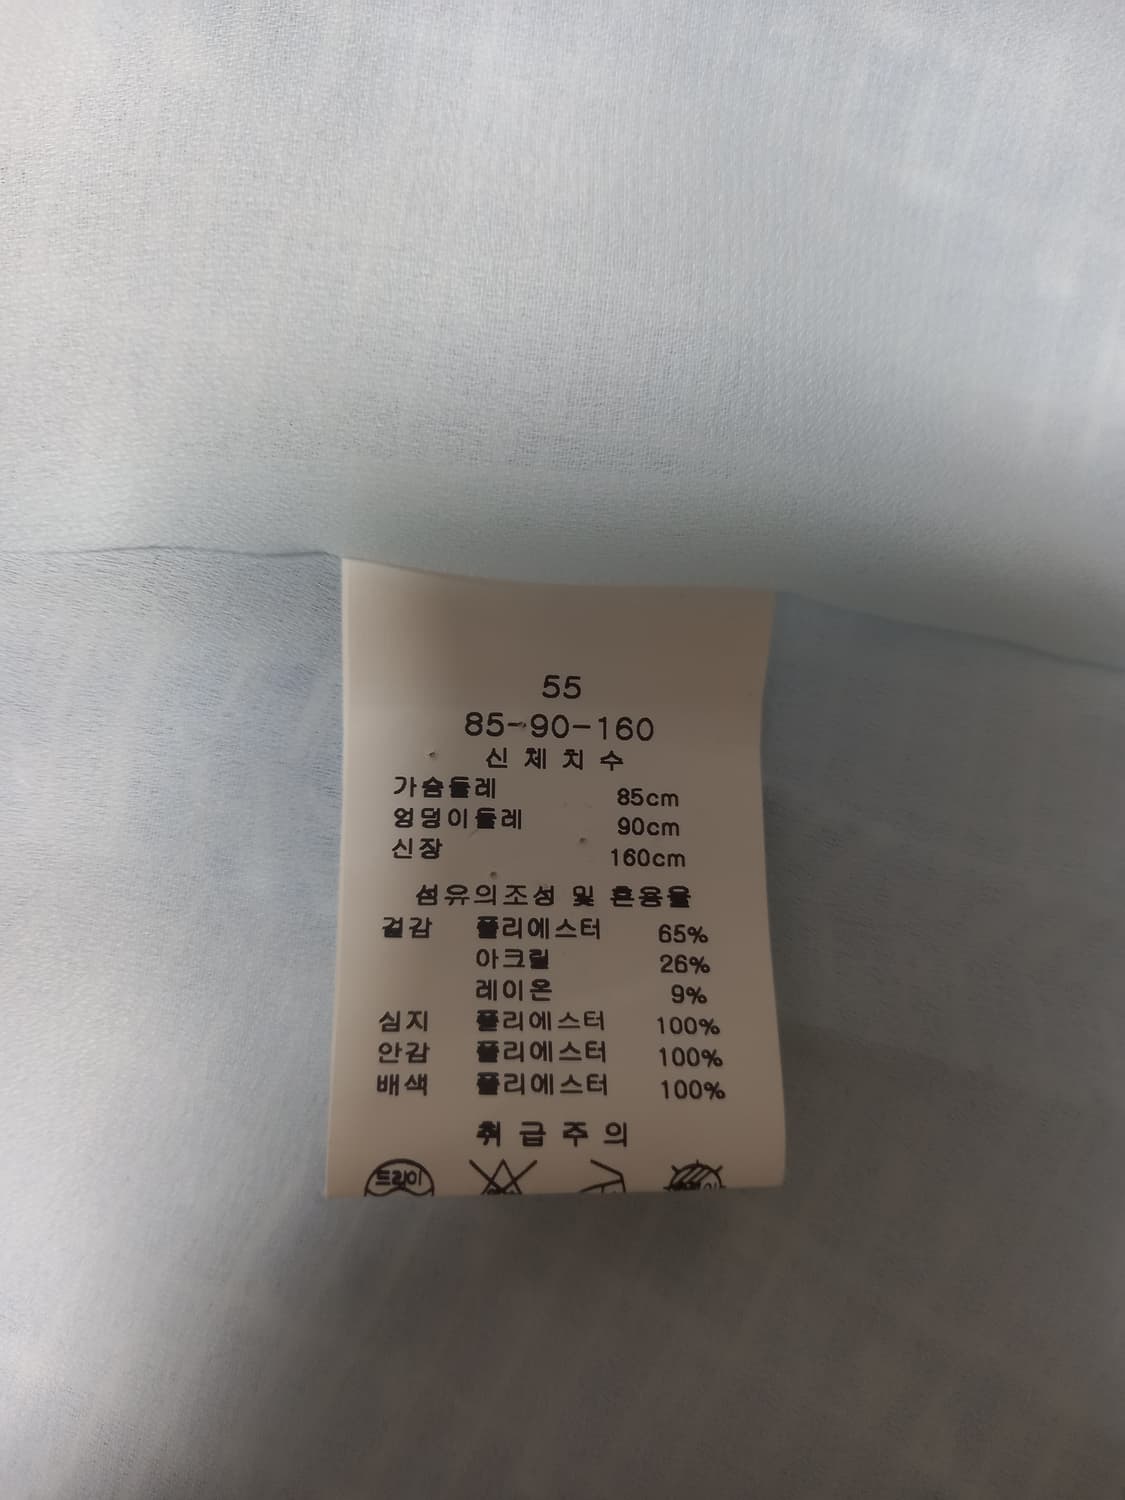 55
85-90-160
신체치수
가슴둘레 85cm
엉덩이둘레 90cm
신장 160cm
섬유의조성 및 혼용율
겉감 폴리에스터 65%
아크릴 26%
레이온 9%
심지 폴리에스터 100%
안감 폴리에스터 100%
배색 폴리에스터 100%
취급주의
드라이